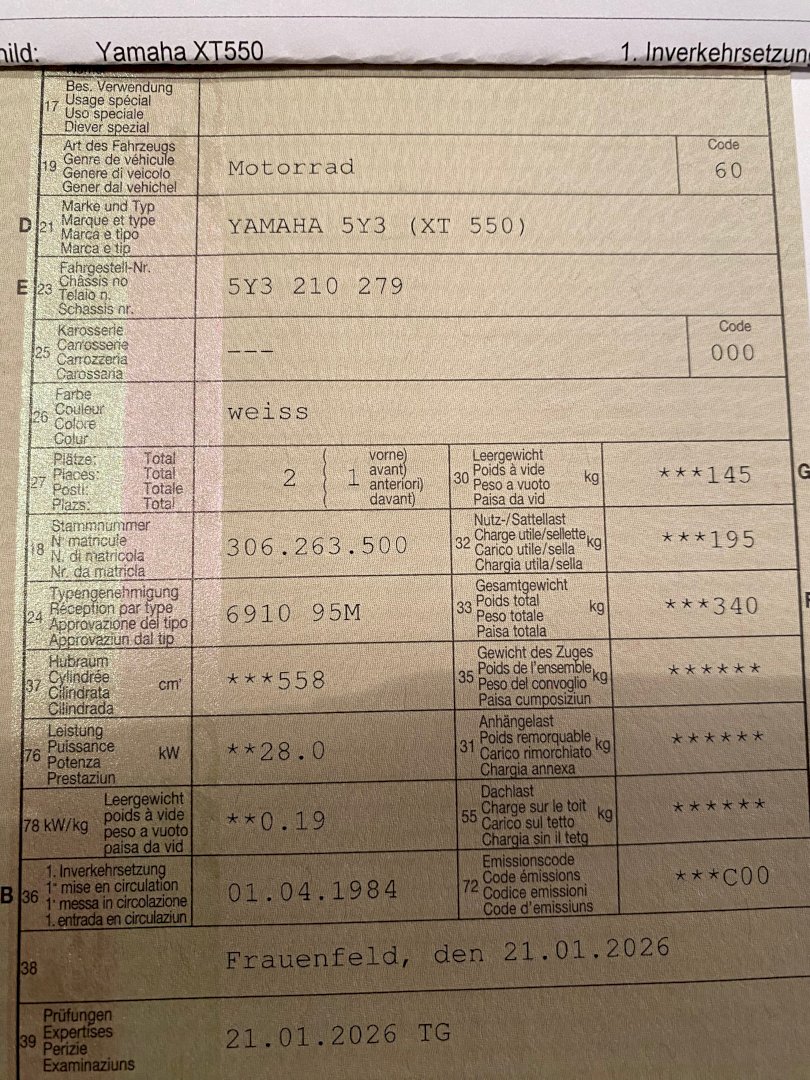 hild: Yamaha XT550 1. Inverkehrsetzung
17 Bes. Verwendung
Usage spécial
Uso speciale
Diever spezial
19 Art des Fahrzeugs
Genre de véhicule
Genere di veicolo
Gener dal vehichel
Motorrad
Code
60
D 21 Marke und Typ
Marque et type
Marca e tipo
Marca e tip
YAMAHA 5Y3 (XT 550)
E 23 Fahrgestell-Nr.
Châssis no
Telaio n.
Schassis nr.
5Y3 210 279
25 Karosserie
Carrosserie
Carrozzeria
Carossaria
---
Code
000
26 Farbe
Couleur
Colore
Colur
weiss
27 Plätze: Total
Places: Total
Posti: Totale
Plazs: Total
2 ( 1 vorne)
( avant)
( anteriori)
( davant)
30 Leergewicht
Poids à vide
Peso a vuoto
Paisa da vid
kg
***145
G
18 Stammnummer
N matricule
N. di matricola
Nr. da matricla
306.263.500
32 Nutz-/Sattellast
Charge utile/sellette
Carico utile/sella
Chargia utila/sella
kg
***195
24 Typengenehmigung
Réception par type
Approvazione del tipo
Approvaziun dal tip
6910 95M
33 Gesamtgewicht
Poids total
Peso totale
Paisa totala
kg
***340
37 Hubraum
Cylindrée
Cilindrata
Cilindrada
cm³
***558
35 Gewicht des Zuges
Poids de l'ensemble
Peso del convoglio
Paisa cumposiziun
kg
******
76 Leistung
Puissance
Potenza
Prestaziun
kW
**28.0
31 Anhängelast
Poids remorquable
Carico rimorchiato
Chargia annexa
kg
******
78 kW/kg Leergewicht
poids à vide
peso a vuoto
paisa da vid
**0.19
55 Dachlast
Charge sur le toit
Carico sul tetto
Chargia sin il tetg
kg
******
B 36 1. Inverkehrsetzung
1ᵉ mise en circulation
1ᵃ messa in circolazione
1. entrada en circulaziun
01.04.1984
72 Emissionscode
Code émissions
Codice emissioni
Code d'emissiuns
***C00
38 Frauenfeld, den 21.01.2026
39 Prüfungen
Expertises
Perizie
Examinaziuns
21.01.2026 TG